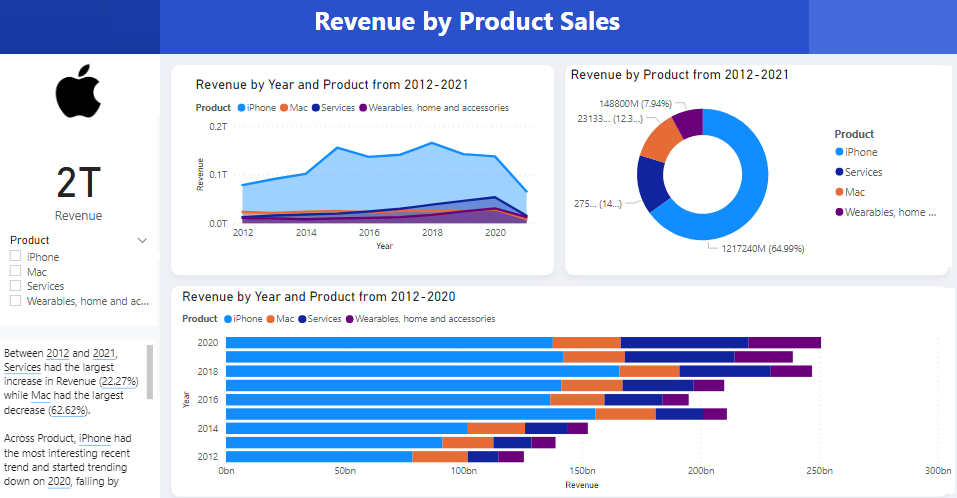 Revenue by Product Sales
2T
Revenue
Product
iPhone
Mac
Services
Wearables, home and ac...
Between 2012 and 2021,
Services had the largest
increase in Revenue (22.27%)
while Mac had the largest
decrease (62.62%).
Across Product, iPhone had
the most interesting recent
trend and started trending
down on 2020, falling by
Revenue by Year and Product from 2012-2021
Product iPhone Mac Services Wearables, home and accessories
0.2T
0.1T
0.0T
Revenue
2012 2014 2016 2018 2020
Year
Revenue by Product from 2012-2021
148800M (7.94%)
23133... (12.3...)
275... (14...)
1217240M (64.99%)
Product
iPhone
Services
Mac
Wearables, home ...
Revenue by Year and Product from 2012-2020
Product iPhone Mac Services Wearables, home and accessories
2020
2018
2016
2014
2012
Year
0bn 50bn 100bn 150bn 200bn 250bn 300bn
Revenue